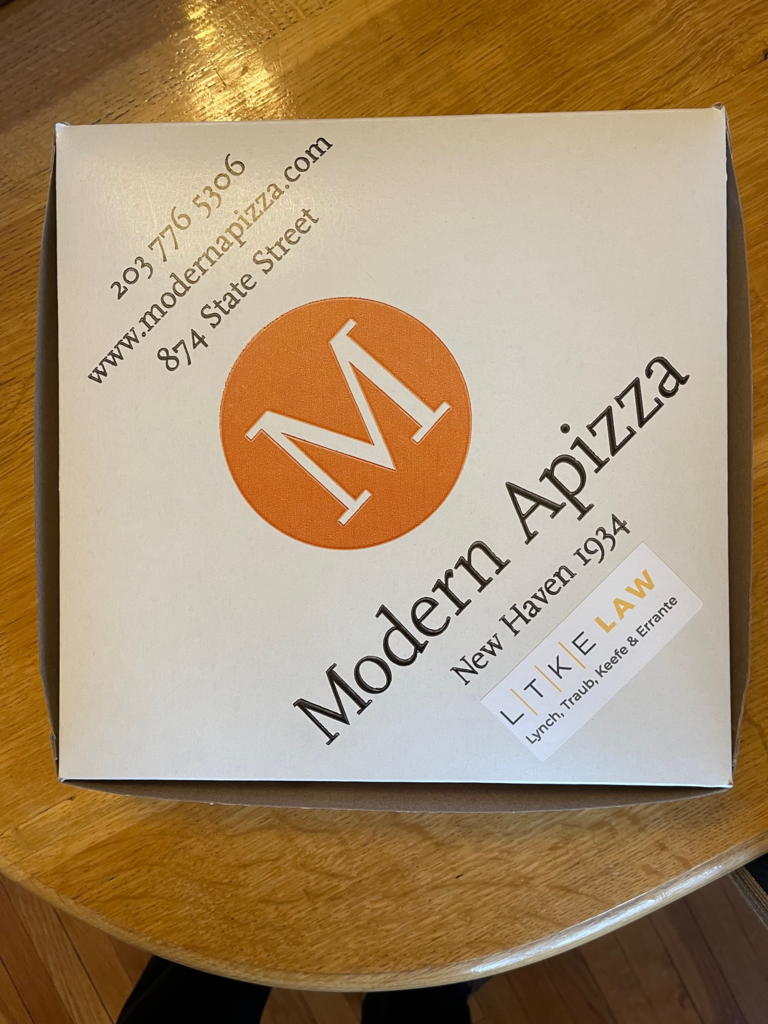 203 776 5306
www.modernapizza.com
874 State Street
M
Modern Apizza
New Haven 1934
L|T|K|E LAW
Lynch, Traub, Keefe & Errante